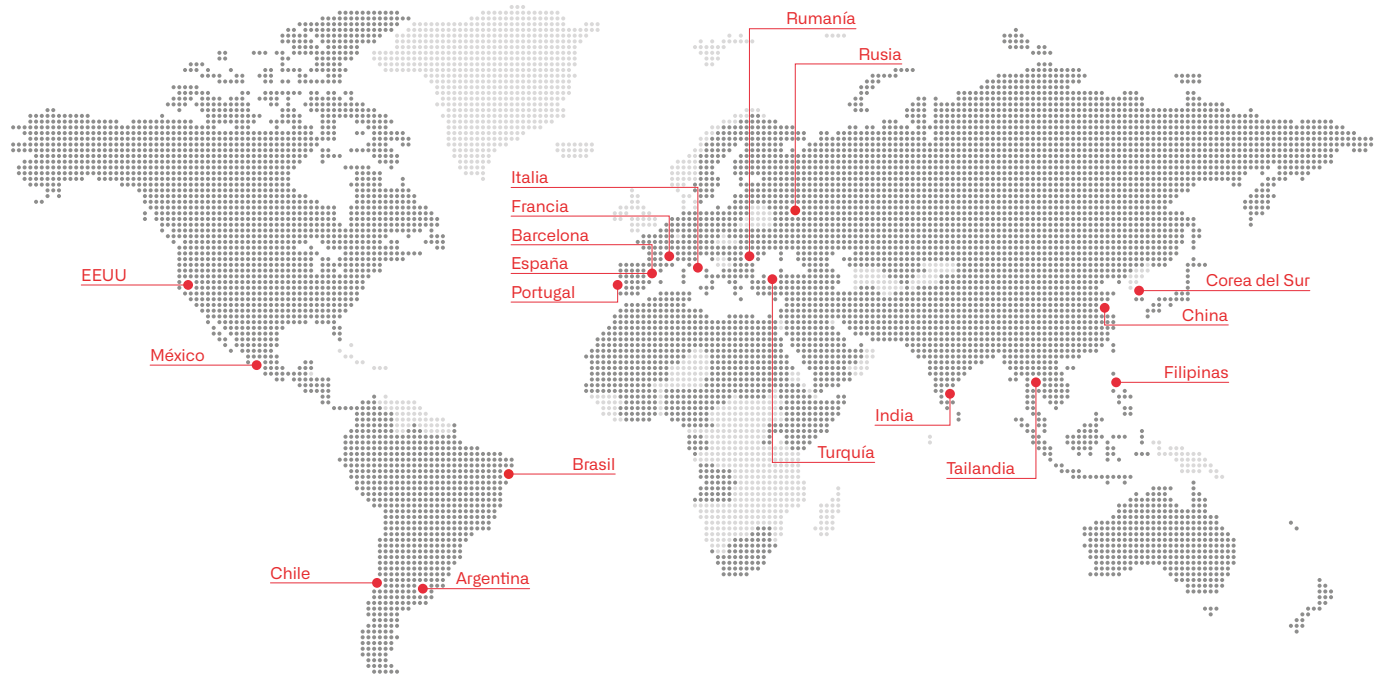 Rumanía
Rusia
Italia
Francia
Barcelona
España
Portugal
EEUU
México
Corea del Sur
China
Filipinas
India
Turquía
Tailandia
Brasil
Chile
Argentina